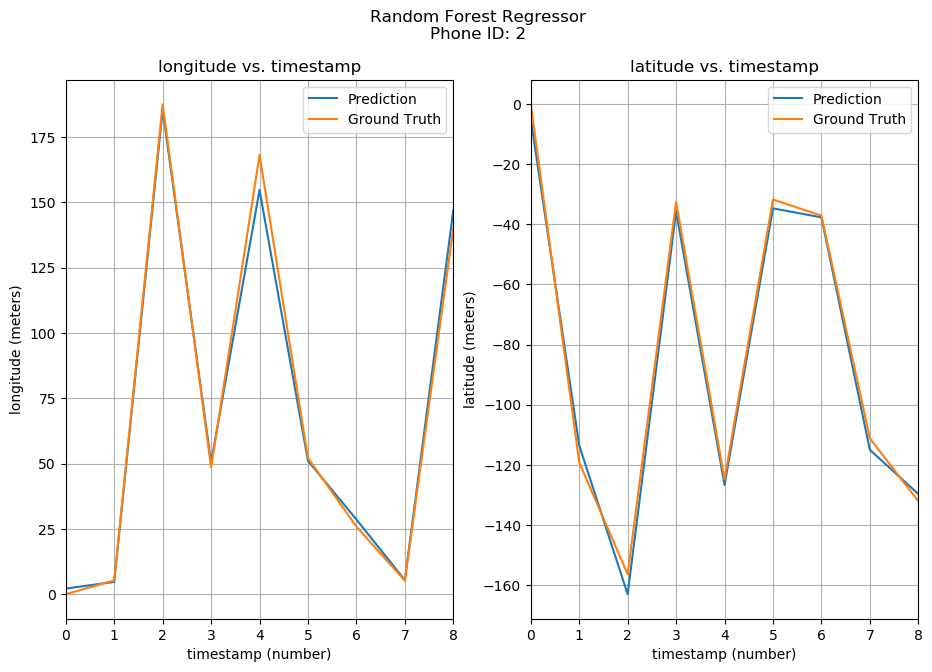 Random Forest Regressor
Phone ID: 2
longitude vs. timestamp
Prediction
Ground Truth
175
150
125
100
75
50
25
0
longitude (meters)
0 1 2 3 4 5 6 7 8
timestamp (number)
latitude vs. timestamp
Prediction
Ground Truth
0
−20
−40
−60
−80
−100
−120
−140
−160
latitude (meters)
0 1 2 3 4 5 6 7 8
timestamp (number)